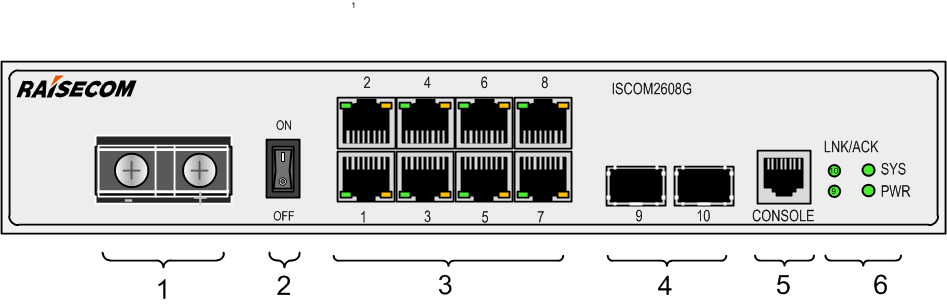 1
RAISECOM
2 4 6 8
ISCOM2608G
ON
LNK/ACK
10 SYS
9 PWR
- +
OFF
1 3 5 7
9 10
CONSOLE
1 2 3 4 5 6